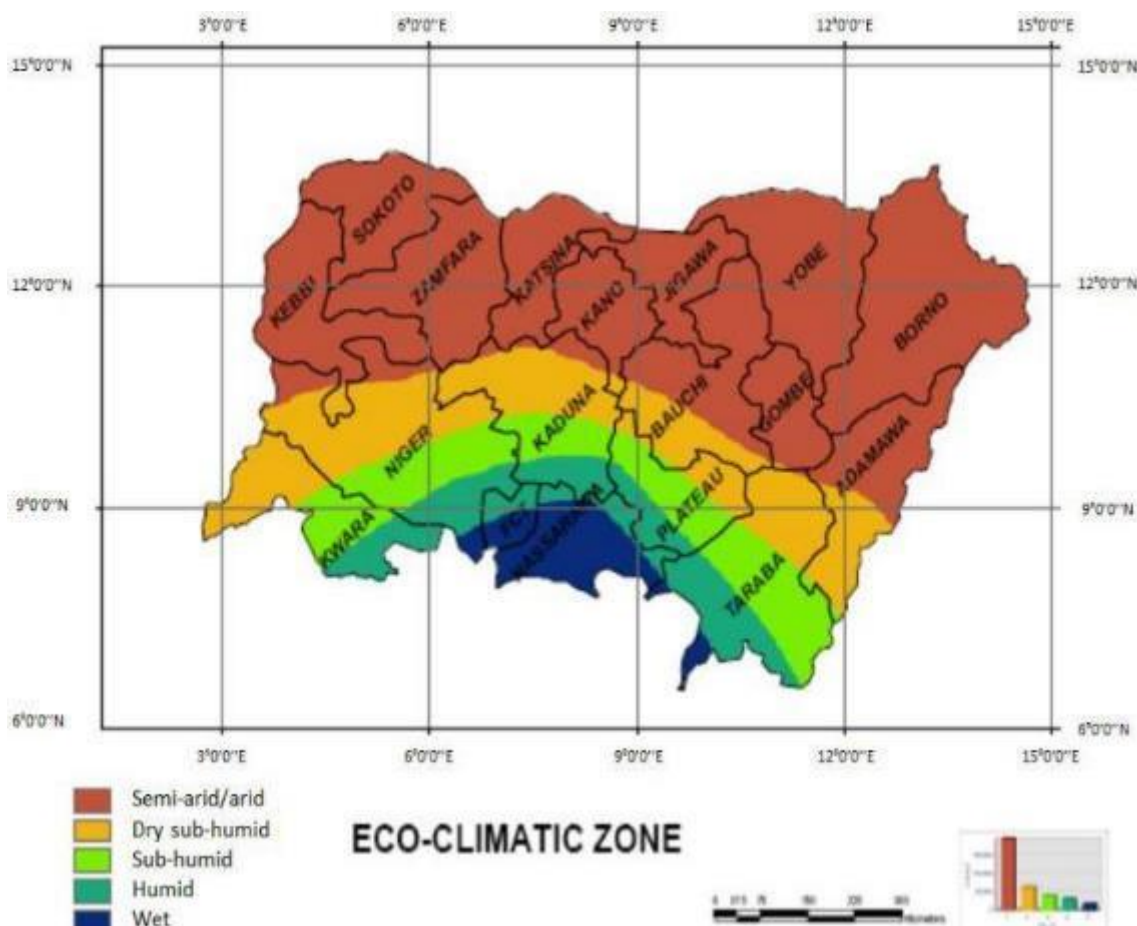 3°0'0"E 6°0'0"E 9°0'0"E 12°0'0"E 15°0'0"E
15°0'0"N 15°0'0"N
SOKOTO
ZAMFARA
KATSINA
JIGAWA
YOBE
KEBBI
KANO
BORNO
12°0'0"N 12°0'0"N
BAUCHI
GOMBE
KADUNA
NIGER
ADAMAWA
PLATEAU
9°0'0"N 9°0'0"N
KWARA
FCT
NASSARAWA
TARABA
6°0'0"N 6°0'0"N
3°0'0"E 6°0'0"E 9°0'0"E 12°0'0"E 15°0'0"E
Semi-arid/arid
Dry sub-humid
Sub-humid
Humid
Wet
ECO-CLIMATIC ZONE
Kilometers